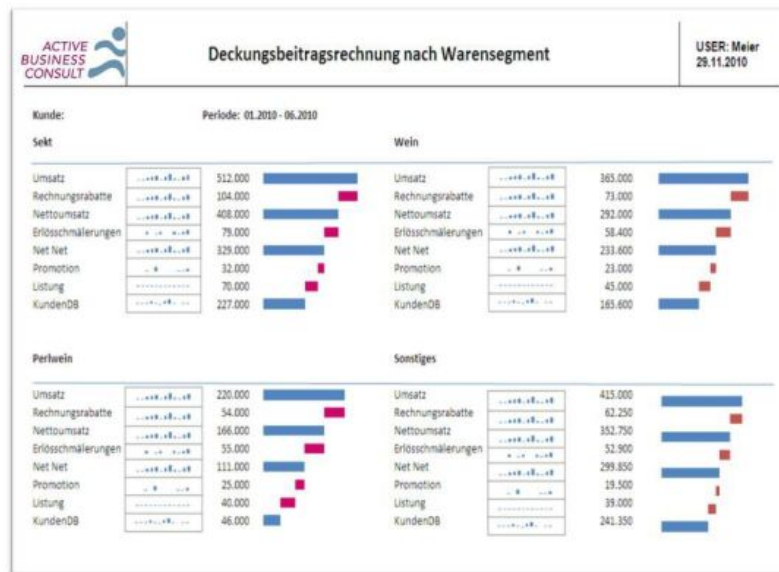 ACTIVE
BUSINESS
CONSULT
Deckungsbeitragsrechnung nach Warensegment
USER: Meier
29.11.2010
Kunde: Periode: 01.2010 - 06.2010
Sekt
Umsatz 512.000
Rechnungsrabatte 104.000
Nettoumsatz 408.000
Erlösschmälerungen 79.000
Net Net 329.000
Promotion 32.000
Listung 70.000
KundenDB 227.000
Wein
Umsatz 365.000
Rechnungsrabatte 73.000
Nettoumsatz 292.000
Erlösschmälerungen 58.400
Net Net 233.600
Promotion 23.000
Listung 45.000
KundenDB 165.600
Perlwein
Umsatz 220.000
Rechnungsrabatte 54.000
Nettoumsatz 166.000
Erlösschmälerungen 55.000
Net Net 111.000
Promotion 25.000
Listung 40.000
KundenDB 46.000
Sonstiges
Umsatz 415.000
Rechnungsrabatte 62.250
Nettoumsatz 352.750
Erlösschmälerungen 52.900
Net Net 299.850
Promotion 19.500
Listung 39.000
KundenDB 241.350